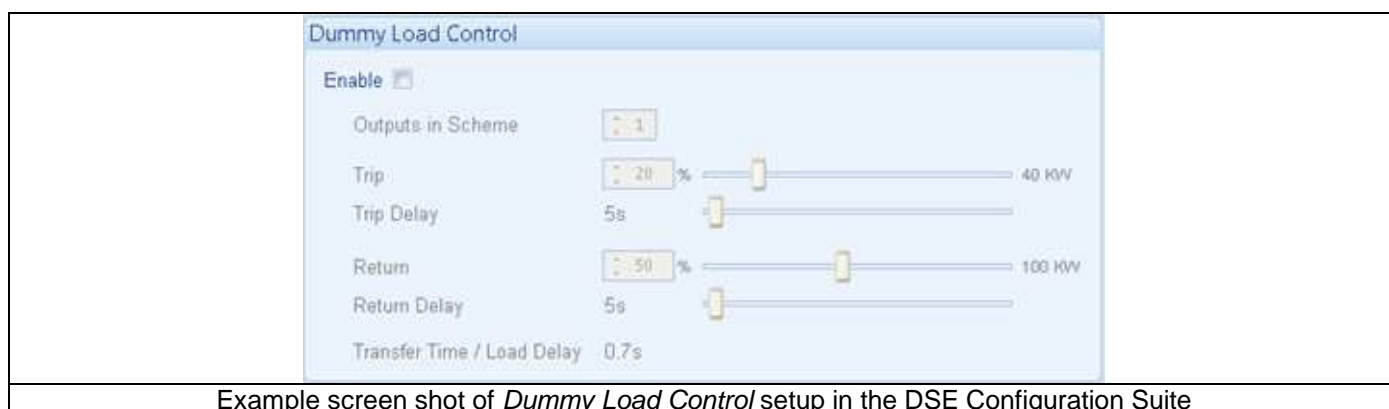 Dummy Load Control
Enable
Outputs in Scheme 1
Trip 20 % 40 KW
Trip Delay 5s
Return 50 % 100 KW
Return Delay 5s
Transfer Time / Load Delay 0.7s
Example screen shot of Dummy Load Control setup in the DSE Configuration Suite